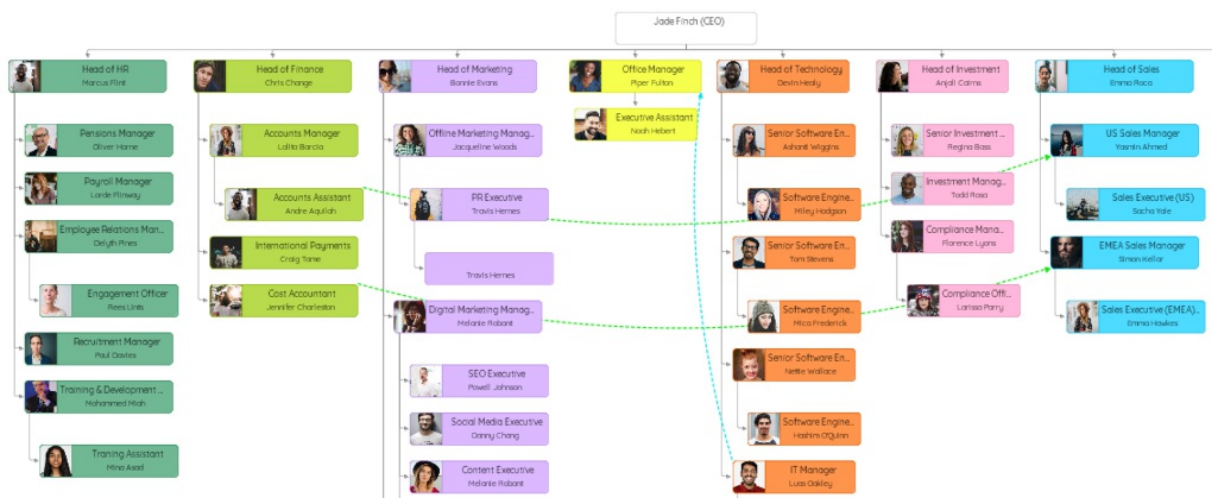 Jade Finch (CEO)
Head of HR
Marcus Flint
Pensions Manager
Oliver Horne
Payroll Manager
Lorde Flinway
Employee Relations Man...
Delyth Pines
Engagement Officer
Rees Lints
Recruitment Manager
Paul Davies
Training & Development ...
Mohammed Miah
Traning Assistant
Mina Asad
Head of Finance
Chris Change
Accounts Manager
Lolita Barcia
Accounts Assistant
Andre Aquilah
International Payments
Craig Tame
Cost Accountant
Jennifer Charleston
Head of Marketing
Bonnie Evans
Offline Marketing Manag...
Jacqueline Woods
PR Executive
Travis Hernes
Travis Hernes
Digital Marketing Manag...
Melanie Robant
SEO Executive
Powell Johnson
Social Media Executive
Danny Chang
Content Executive
Melanie Robant
Office Manager
Piper Fulton
Executive Assistant
Noah Hebert
Head of Technology
Devin Healy
Senior Software En...
Ashanti Wiggins
Software Engine...
Miley Hodgson
Senior Software En...
Tom Stevens
Software Engine...
Mica Frederick
Senior Software En...
Nettie Wallace
Software Engine...
Hashim O'Quinn
IT Manager
Luas Oakley
Head of Investment
Anjali Cairns
Senior Investment ...
Regina Bass
Investment Manag...
Todd Rosa
Compliance Mana...
Florence Lyons
Compliance Offi...
Larissa Parry
Head of Sales
Emma Roca
US Sales Manager
Yasmin Ahmed
Sales Executive (US)
Sacha Yale
EMEA Sales Manager
Simon Kellar
Sales Executive (EMEA)...
Emma Hawkes